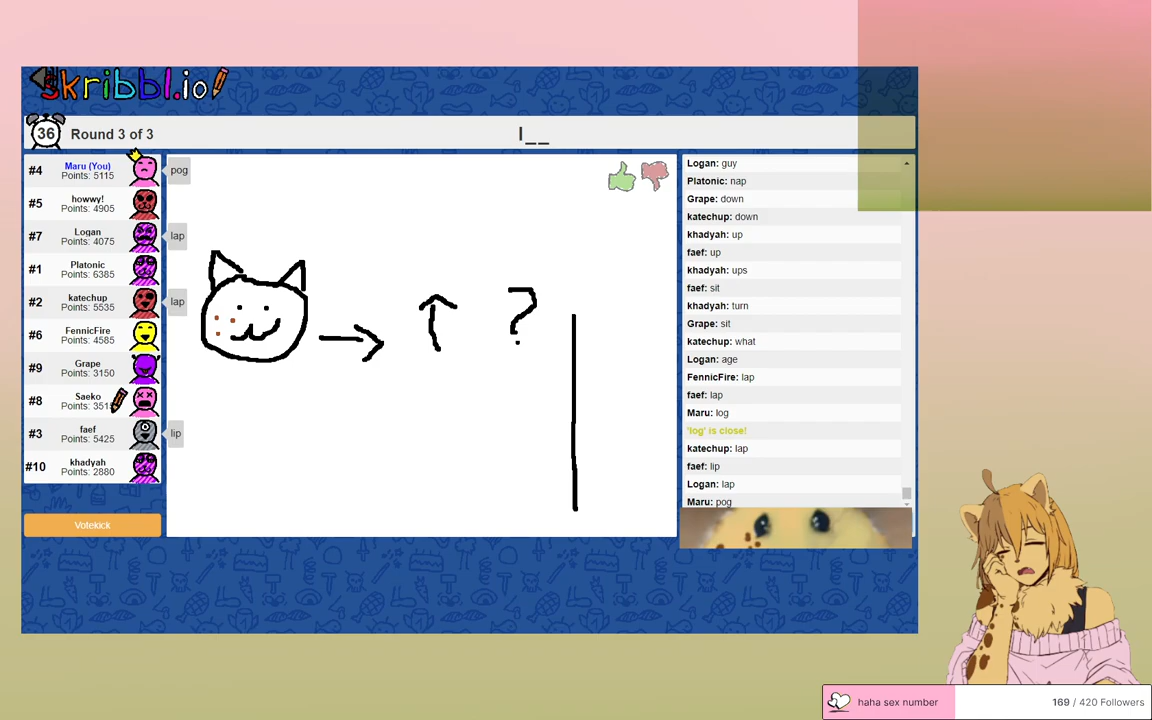 skribbl.io
36
Round 3 of 3
l__
#4
Maru (You)
Points: 5115
pog
#5
howwy!
Points: 4905
#7
Logan
Points: 4075
lap
#1
Platonic
Points: 6385
#2
katechup
Points: 5535
lap
#6
FennicFire
Points: 4585
#9
Grape
Points: 3150
#8
Saeko
Points: 351
#3
faef
Points: 5425
lip
#10
khadyah
Points: 2880
Votekick
?
Logan: guy
Platonic: nap
Grape: down
katechup: down
khadyah: up
faef: up
khadyah: ups
faef: sit
khadyah: turn
Grape: sit
katechup: what
Logan: age
FennicFire: lap
faef: lap
Maru: log
'log' is close!
katechup: lap
faef: lip
Logan: lap
Maru: pog
haha sex number
169 / 420 Followers